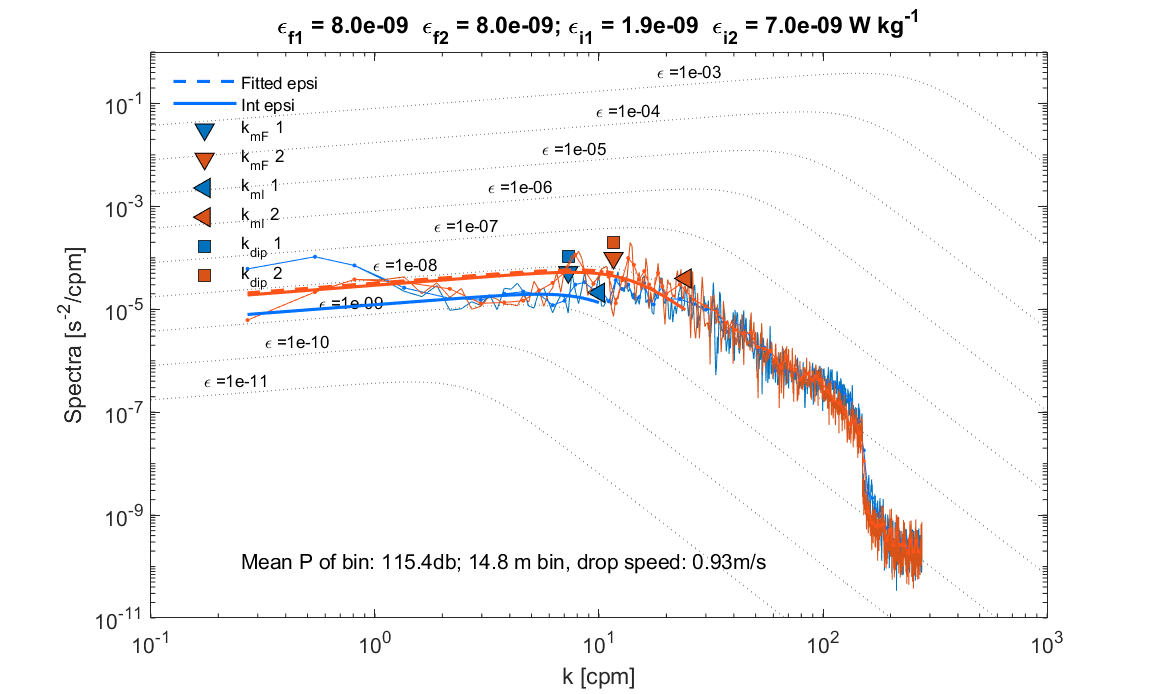 ϵf1 = 8.0e-09 ϵf2 = 8.0e-09; ϵi1 = 1.9e-09 ϵi2 = 7.0e-09 W kg-1
Fitted epsi
Int epsi
kmF 1
kmF 2
kmI 1
kmI 2
kdip 1
kdip 2
ϵ =1e-03
ϵ =1e-04
ϵ =1e-05
ϵ =1e-06
ϵ =1e-07
ϵ =1e-08
ϵ =1e-09
ϵ =1e-10
ϵ =1e-11
Mean P of bin: 115.4db; 14.8 m bin, drop speed: 0.93m/s
Spectra [s-2/cpm]
10-1
10-3
10-5
10-7
10-9
10-11
10-1
100
101
102
103
k [cpm]